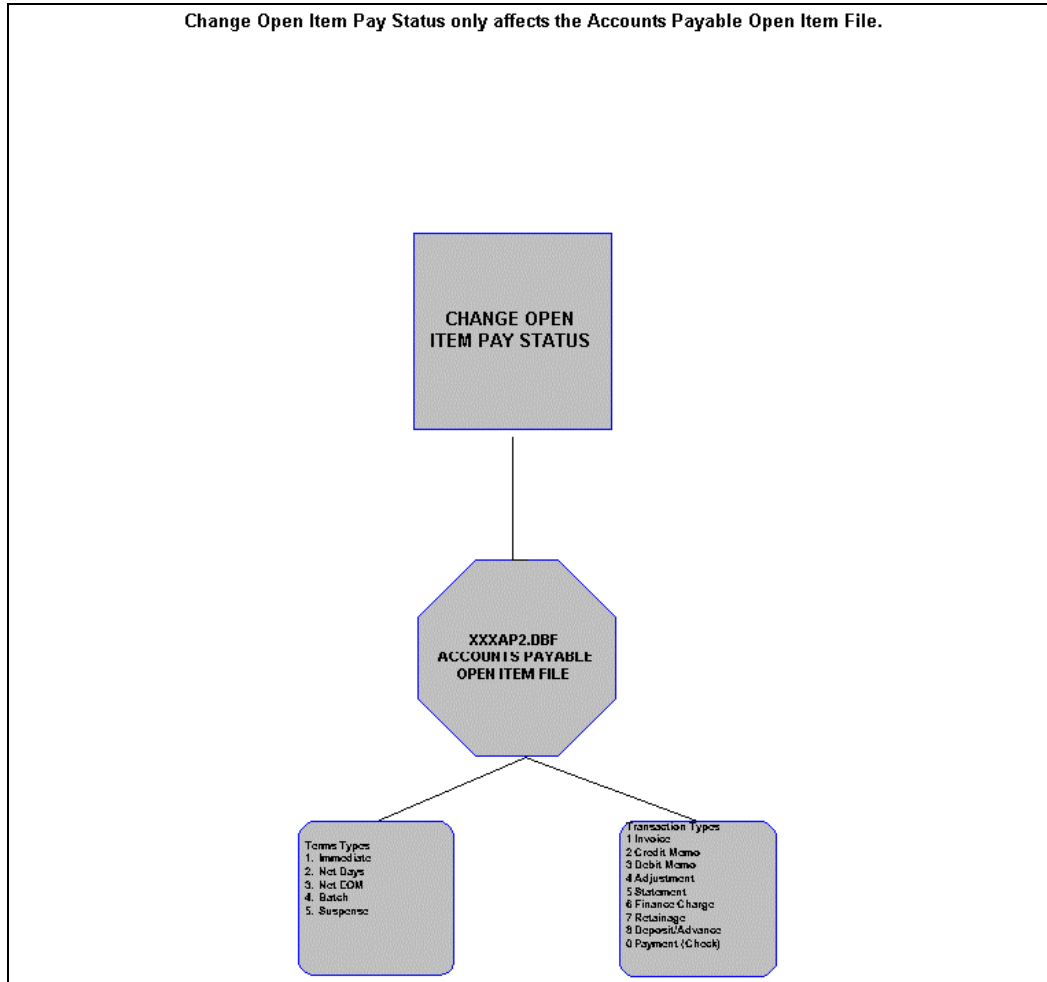 Change Open Item Pay Status only affects the Accounts Payable Open Item File.
CHANGE OPEN
ITEM PAY STATUS
XXXAP2.DBF
ACCOUNTS PAYABLE
OPEN ITEM FILE
Terms Types
1. Immediate
2. Net Days
3. Net EOM
4. Batch
5. Suspense
Transaction Types
1 Invoice
2 Credit Memo
3 Debit Memo
4 Adjustment
5 Statement
6 Finance Charge
7 Retainage
8 Deposit/Advance
0 Payment (Check)